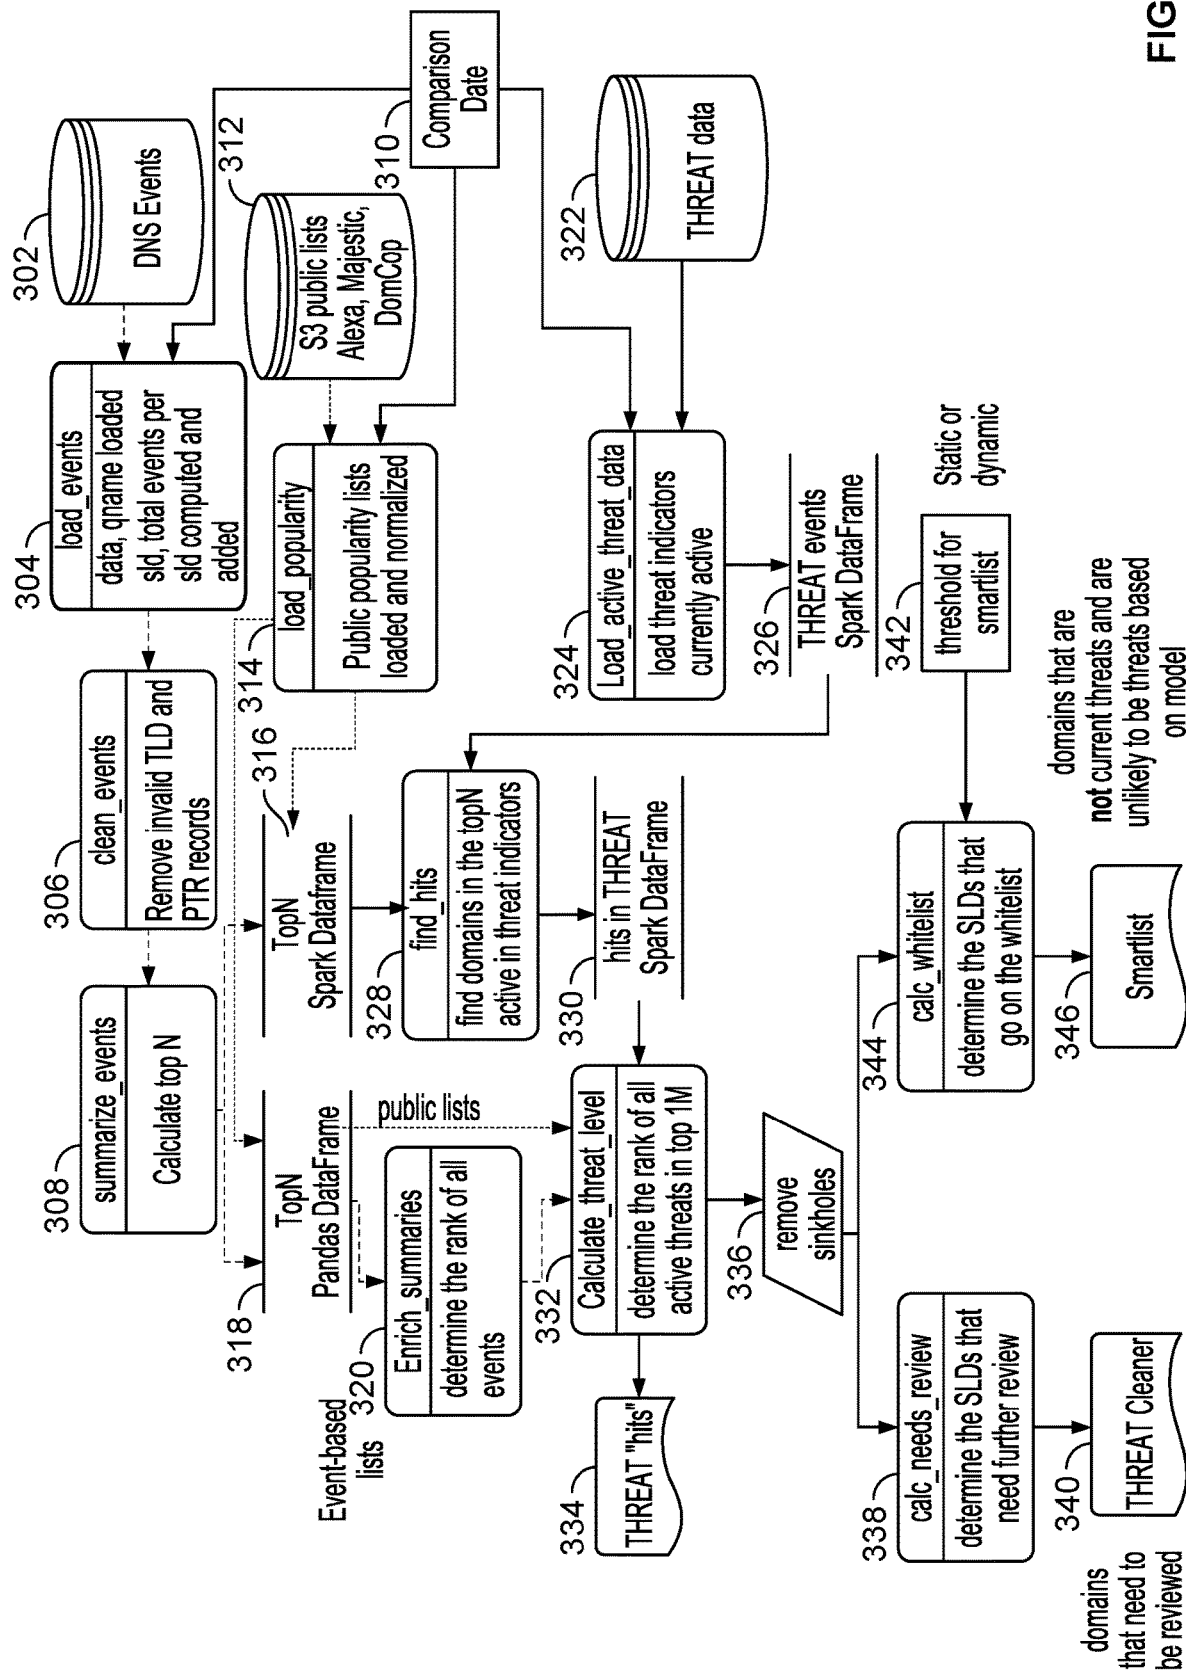 302
DNS Events
304
load_events
data, qname loaded
sld, total events per
sld computed and
added
306
clean_events
Remove invalid TLD and
PTR records
308
summarize_events
Calculate top N
312
S3 public lists
Alexa, Majestic,
DomCop
310
Comparison
Date
314
load_popularity
Public popularity lists
loaded and normalized
316
TopN
Spark Dataframe
318
TopN
Pandas DataFrame
Event-based
lists
320
Enrich_summaries
determine the rank of all
events
public lists
322
THREAT data
324
Load_active_threat_data
load threat indicators
currently active
326
THREAT events
Spark DataFrame
328
find_hits
find domains in the topN
active in threat indicators
330
hits in THREAT
Spark DataFrame
332
Calculate_threat_level
determine the rank of all
active threats in top 1M
334
THREAT "hits"
336
remove
sinkholes
338
calc_needs_review
determine the SLDs that
need further review
340
THREAT Cleaner
domains
that need to
be reviewed
342
threshold for
smartlist
Static or
dynamic
344
calc_whitelist
determine the SLDs that
go on the whitelist
346
Smartlist
domains that are
not current threats and are
unlikely to be threats based
on model
FIG